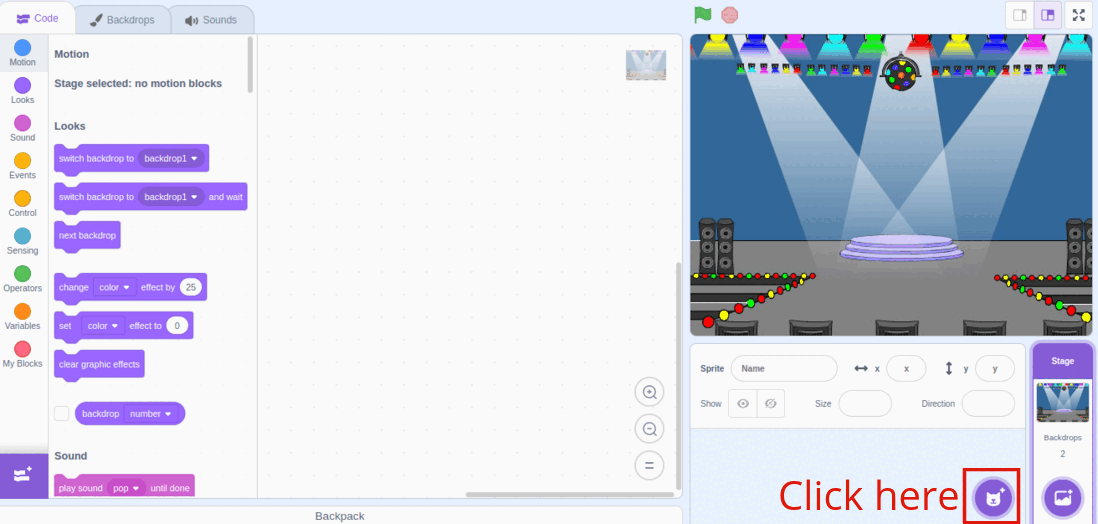 Code
Backdrops
Sounds
Motion
Looks
Sound
Events
Control
Sensing
Operators
Variables
My Blocks
Motion
Stage selected: no motion blocks
Looks
switch backdrop to backdrop1
switch backdrop to backdrop1 and wait
next backdrop
change color effect by 25
set color effect to 0
clear graphic effects
backdrop number
Sound
play sound pop until done
Backpack
Sprite Name x x y y
Show Size Direction
Stage
Backdrops
2
Click here